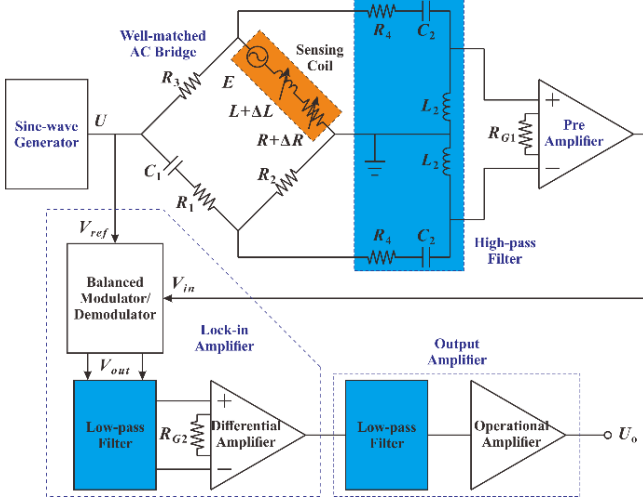 Well-matched
AC Bridge
Sensing
Coil
R4
C2
R3
E
L+ΔL
R+ΔR
L2
L2
RG1
Pre
Amplifier
Sine-wave
Generator
U
C1
R1
R2
R4
C2
High-pass
Filter
Vref
Vin
Balanced
Modulator/
Demodulator
Lock-in
Amplifier
Vout
Low-pass
Filter
RG2
Differential
Amplifier
Output
Amplifier
Low-pass
Filter
Operational
Amplifier
Uo